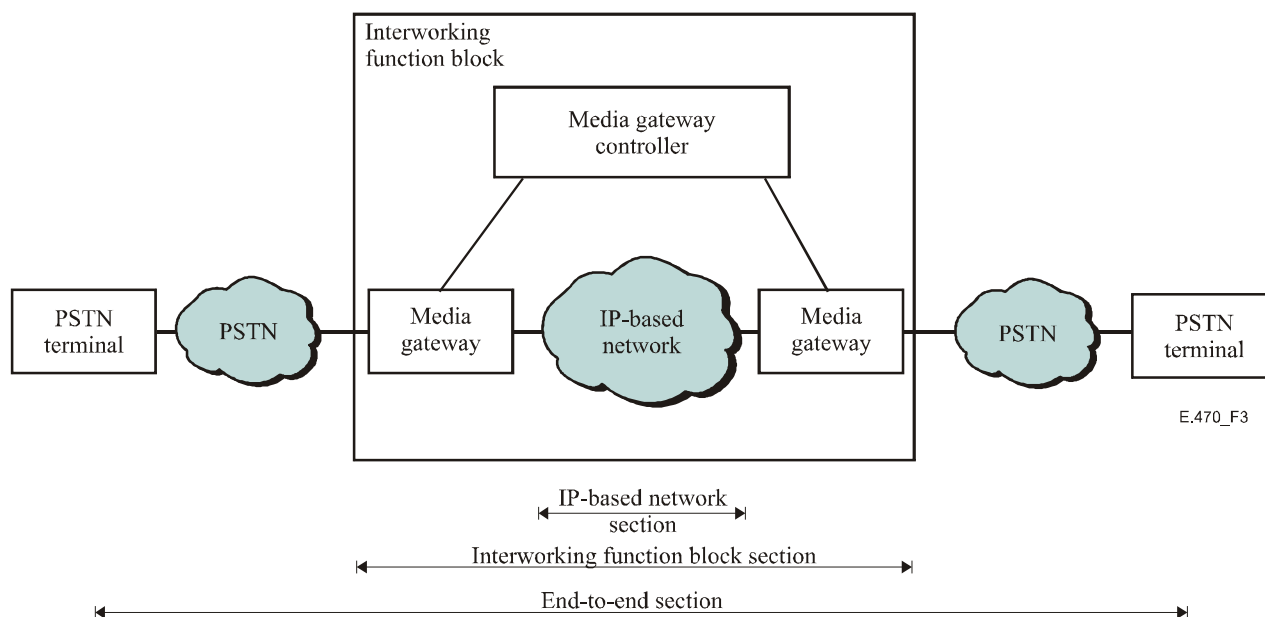 Interworking
function block
Media gateway
controller
PSTN
terminal
PSTN
Media
gateway
IP-based
network
Media
gateway
PSTN
PSTN
terminal
E.470_F3
IP-based network
section
Interworking function block section
End-to-end section